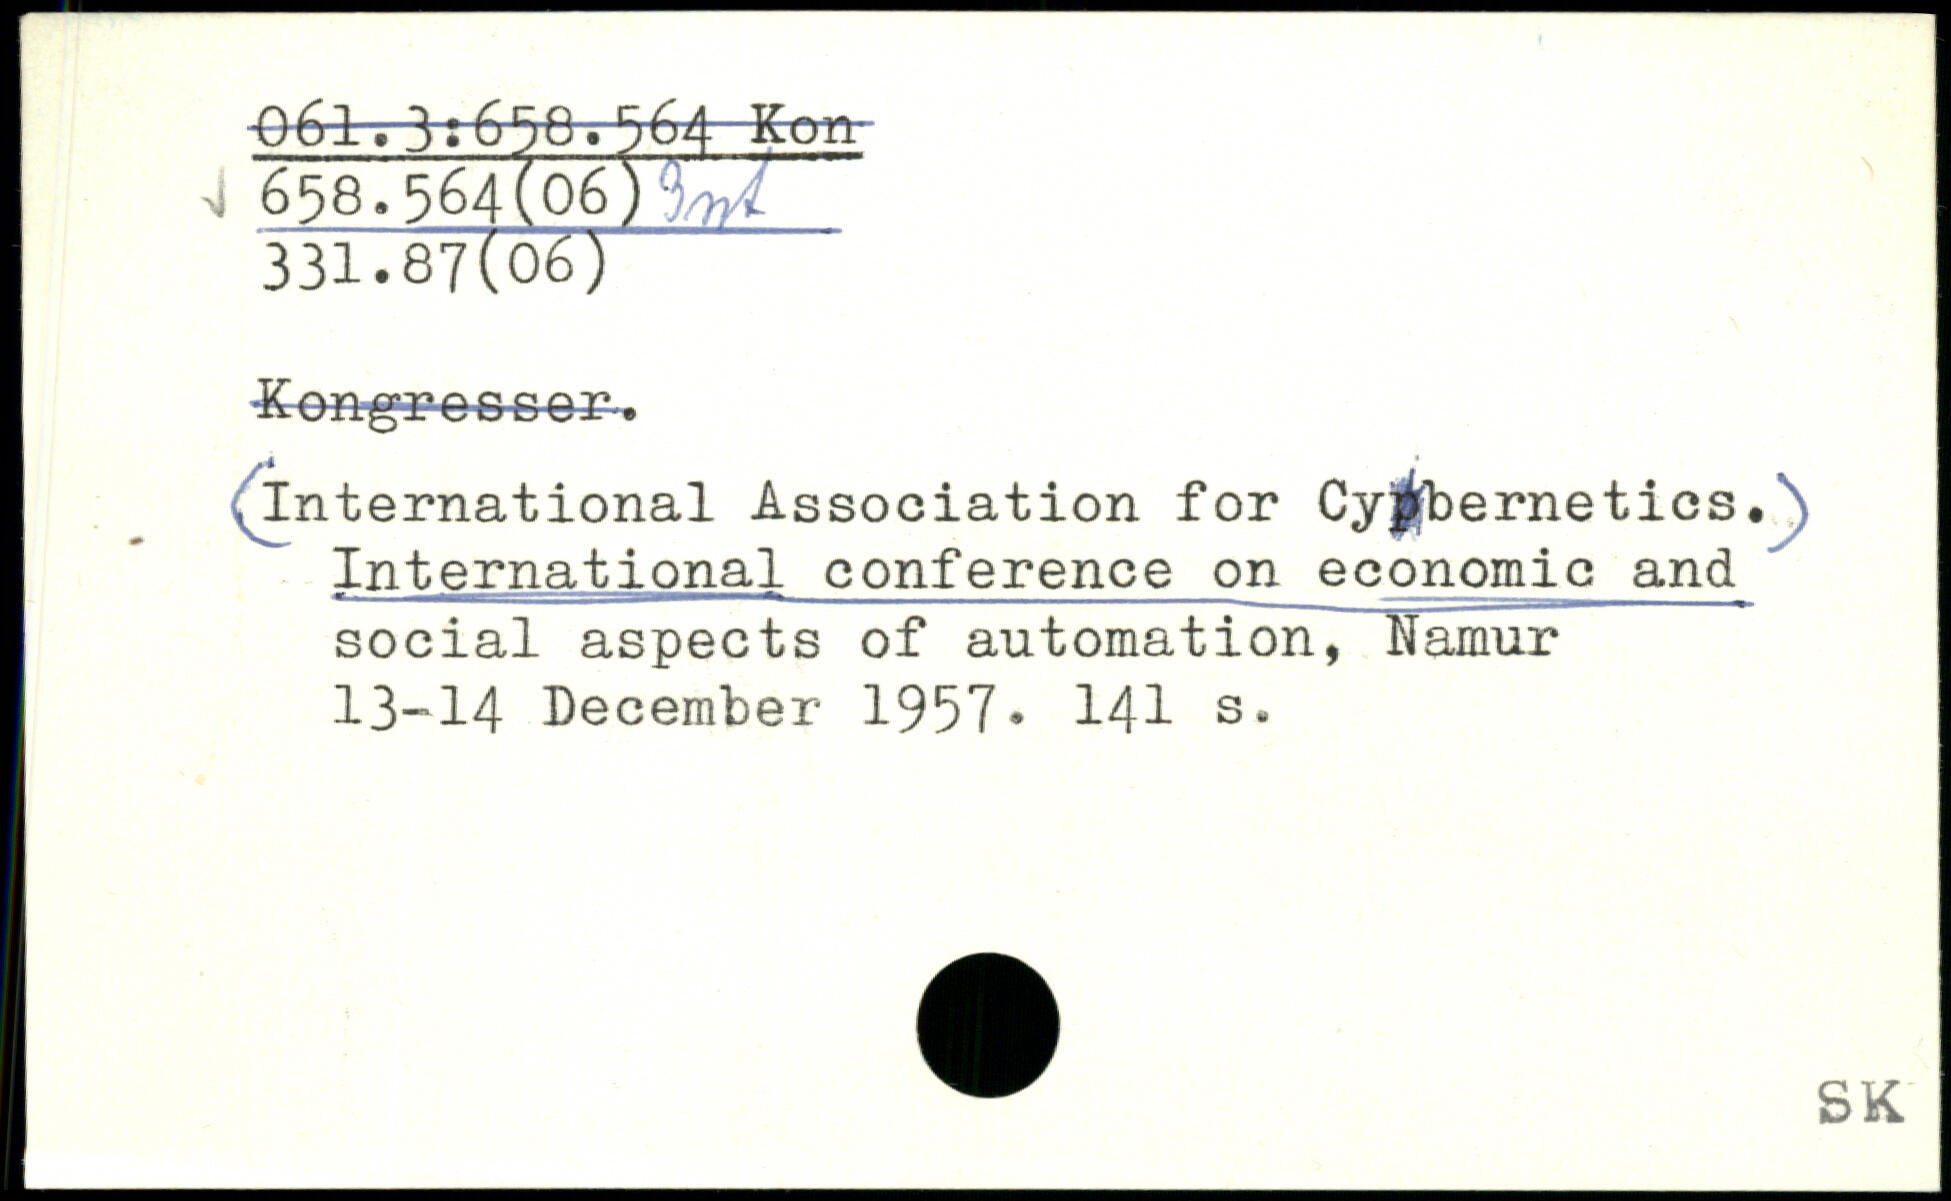 061.3:658.564 Kon
658.564(06) Int
331.87(06)
Kongresser.
(International Association for Cybernetics.)
International conference on economic and
social aspects of automation, Namur
13-14 December 1957. 141 s.
SK